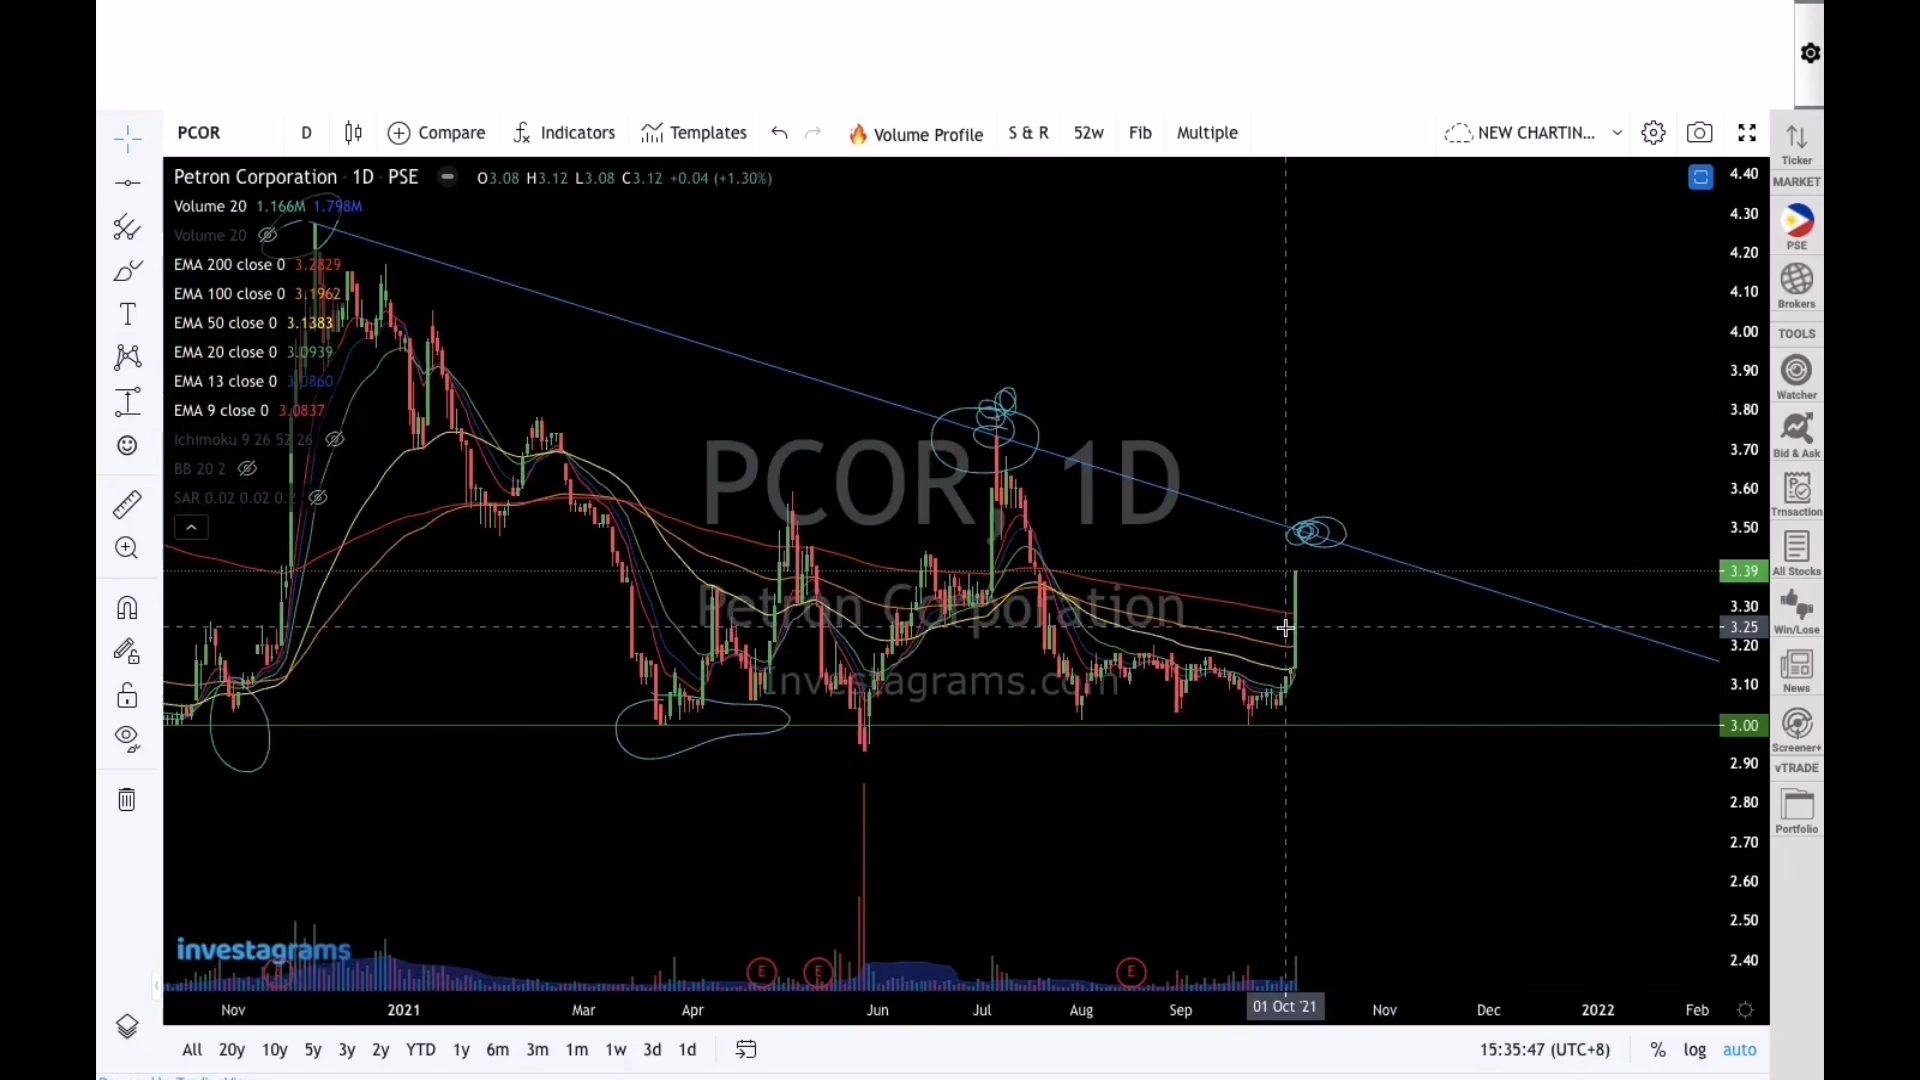 PCOR D Compare Indicators Templates Volume Profile S & R 52w Fib Multiple NEW CHARTIN...
Petron Corporation · 1D · PSE O3.08 H3.12 L3.08 C3.12 +0.04 (+1.30%)
Volume 20 1.166M 1.798M
Volume 20
EMA 200 close 0 3.2829
EMA 100 close 0 3.1962
EMA 50 close 0 3.1383
EMA 20 close 0 3.0939
EMA 13 close 0 3.0860
EMA 9 close 0 3.0837
Ichimoku 9 26 52 26
BB 20 2
SAR 0.02 0.02 0.2
PCOR, 1D
Petron Corporation
Investagrams.com
investagrams
E
E
E
E
4.40
4.30
4.20
4.10
4.00
3.90
3.80
3.70
3.60
3.50
3.39
3.30
3.25
3.20
3.10
3.00
2.90
2.80
2.70
2.60
2.50
2.40
Nov 2021 Mar Apr Jun Jul Aug Sep 01 Oct '21 Nov Dec 2022 Feb
All 20y 10y 5y 3y 2y YTD 1y 6m 3m 1m 1w 3d 1d 15:35:47 (UTC+8) % log auto
Ticker
MARKET
PSE
Brokers
TOOLS
Watcher
Bid & Ask
Trnsaction
All Stocks
Win/Lose
News
Screener+
vTRADE
Portfolio